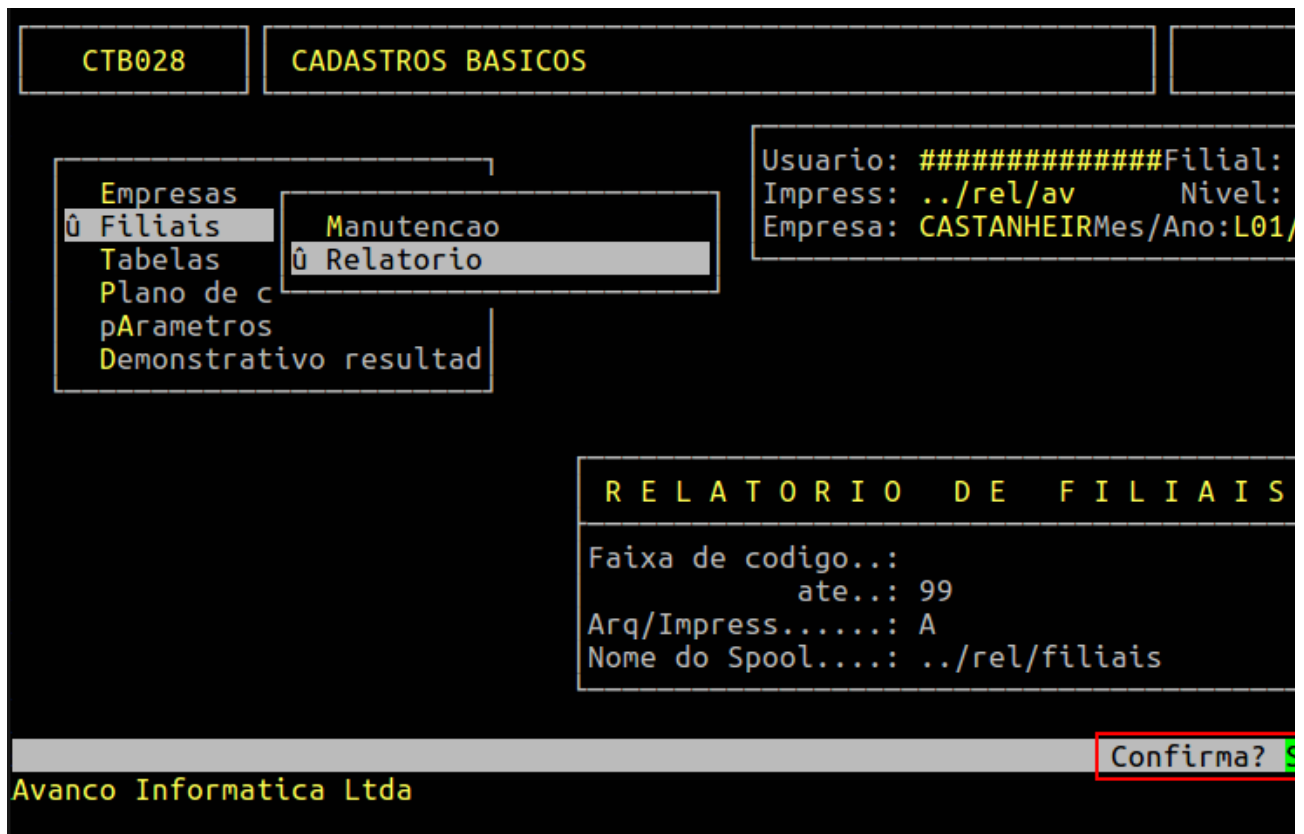 CTB028 CADASTROS BASICOS
Usuario: ##############Filial:
Impress: ../rel/av Nivel:
Empresa: CASTANHEIRMes/Ano:L01/
Empresas
û Filiais
Tabelas
Plano de c
pArametros
Demonstrativo resultad
Manutencao
û Relatorio
R E L A T O R I O D E F I L I A I S
Faixa de codigo..:
ate..: 99
Arq/Impress......: A
Nome do Spool....: ../rel/filiais
Confirma? S
Avanco Informatica Ltda